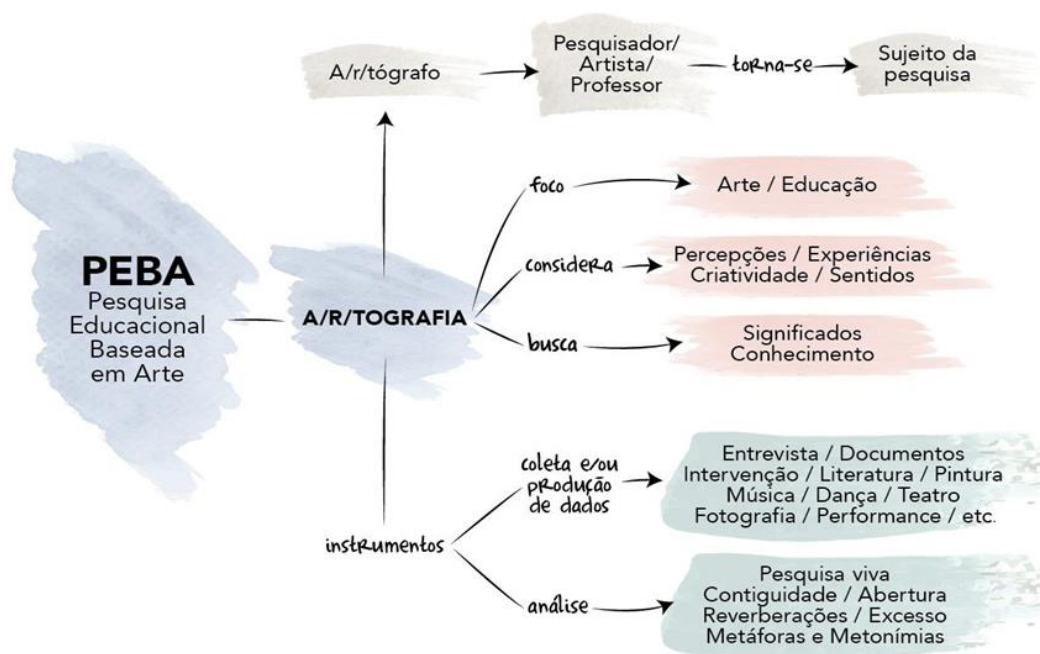 A/r/tógrafo
Pesquisador/
Artista/
Professor
torna-se
Sujeito da
pesquisa
PEBA
Pesquisa
Educacional
Baseada
em Arte
A/R/TOGRAFIA
foco
Arte / Educação
considera
Percepções / Experiências
Criatividade / Sentidos
busca
Significados
Conhecimento
instrumentos
coleta e/ou
produção
de dados
Entrevista / Documentos
Intervenção / Literatura / Pintura
Música / Dança / Teatro
Fotografia / Performance / etc.
análise
Pesquisa viva
Contiguidade / Abertura
Reverberações / Excesso
Metáforas e Metonímias